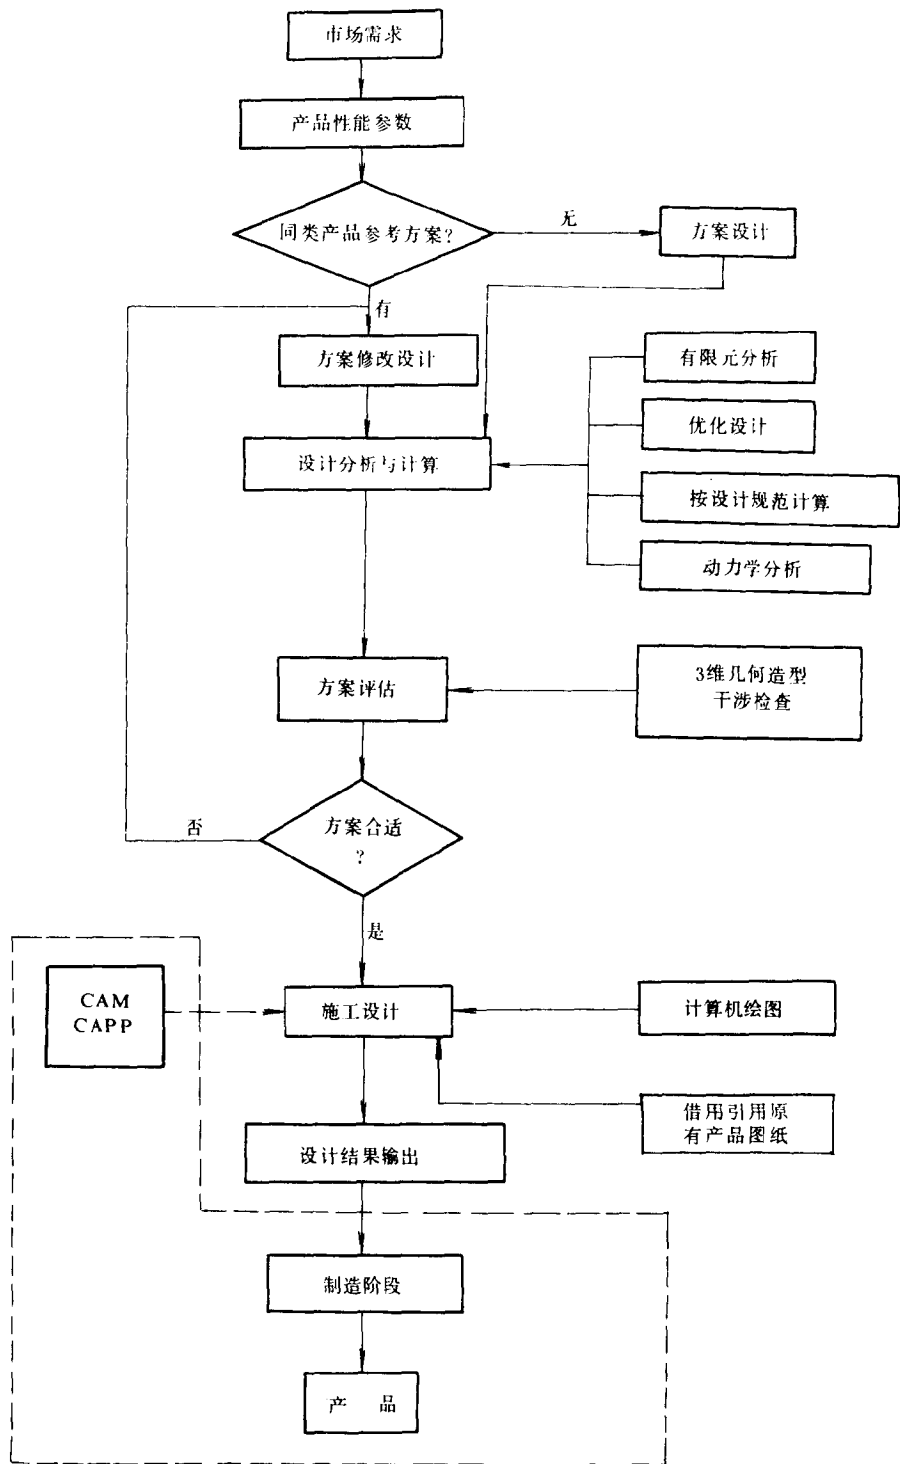 市场需求
产品性能参数
同类产品参考方案?
无
方案设计
有
方案修改设计
有限元分析
优化设计
设计分析与计算
按设计规范计算
动力学分析
方案评估
3维几何造型
干涉检查
否
方案合适
?
是
CAM
CAPP
施工设计
计算机绘图
借用引用原
有产品图纸
设计结果输出
制造阶段
产 品